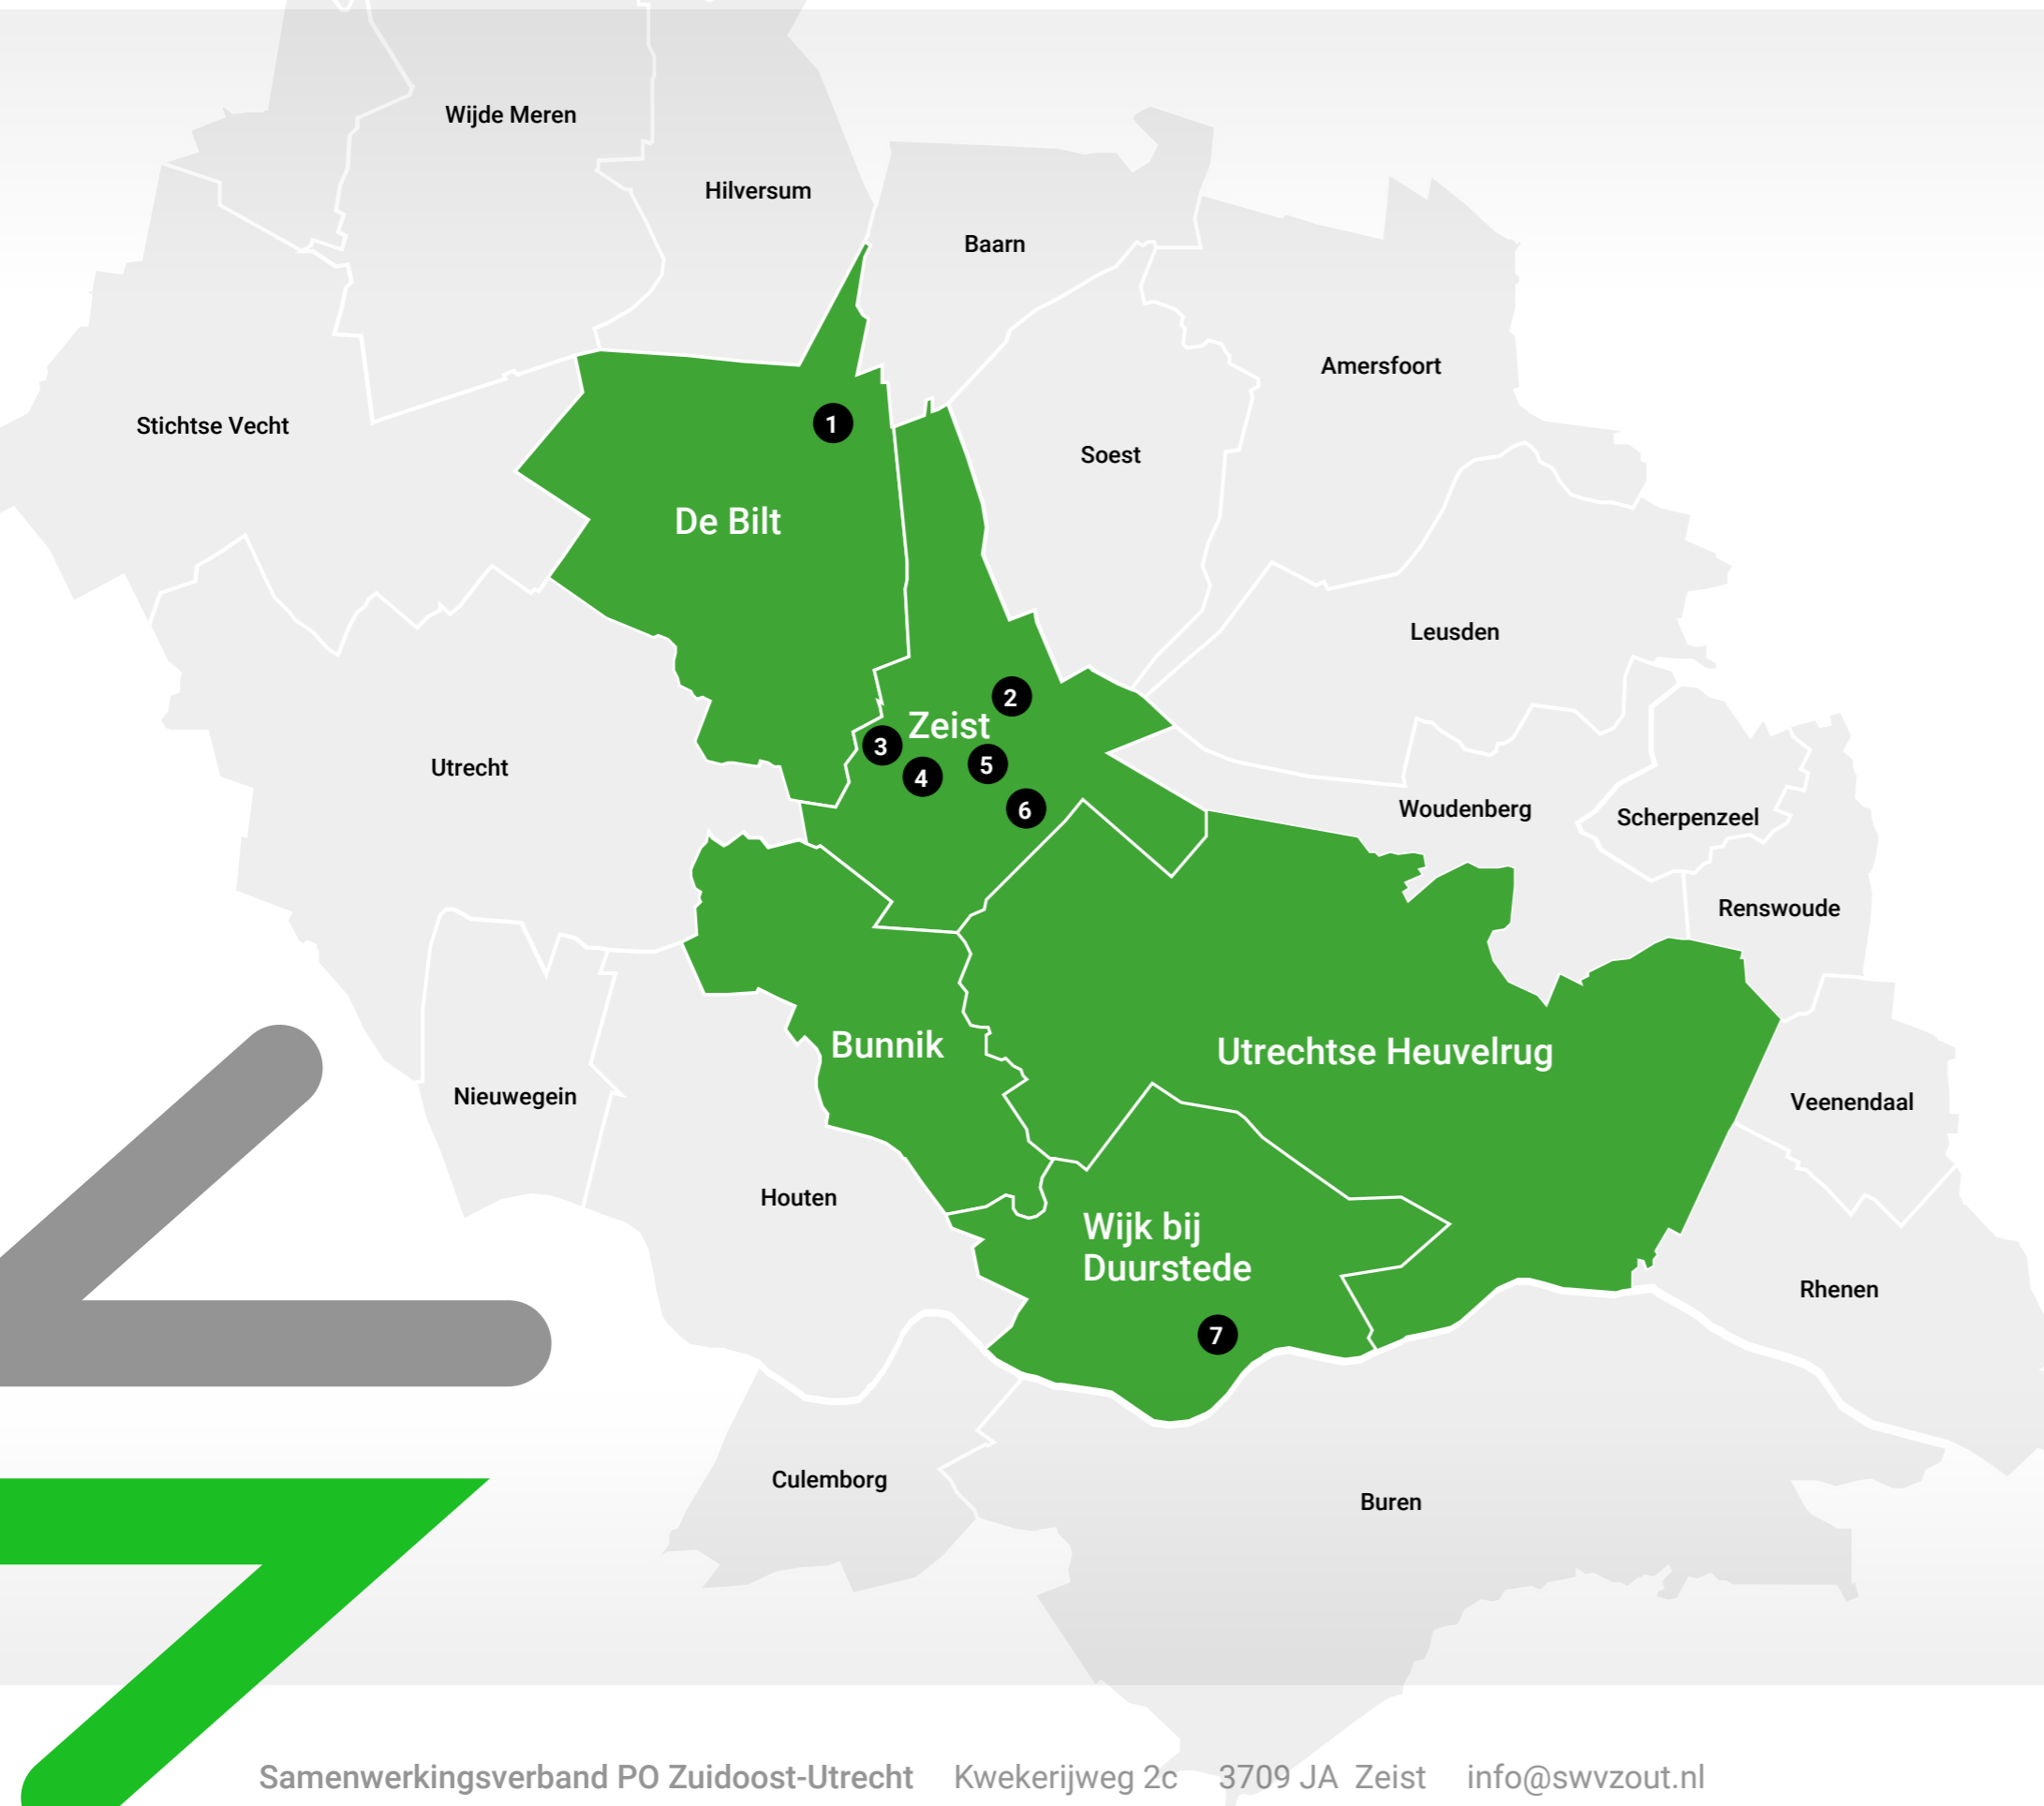 Wijde Meren
Hilversum
Baarn
Amersfoort
Stichtse Vecht
1
Soest
De Bilt
Leusden
2
Zeist
3
Utrecht
5
4
6
Woudenberg
Scherpenzeel
Renswoude
Bunnik
Utrechtse Heuvelrug
Nieuwegein
Veenendaal
Houten
Wijk bij
Duurstede
Rhenen
7
Culemborg
Buren
Samenwerkingsverband PO Zuidoost-Utrecht Kwekerijweg 2c 3709 JA Zeist info@swvzout.nl